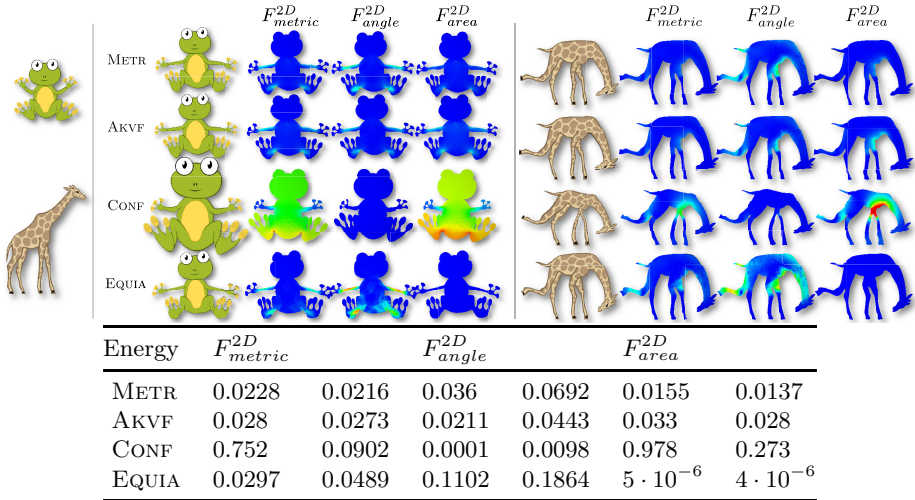 F^{2D}_{metric} F^{2D}_{angle} F^{2D}_{area} F^{2D}_{metric} F^{2D}_{angle} F^{2D}_{area}
METR
AKVF
CONF
EQUIA
Energy F^{2D}_{metric} F^{2D}_{angle} F^{2D}_{area}
METR 0.0228 0.0216 0.036 0.0692 0.0155 0.0137
AKVF 0.028 0.0273 0.0211 0.0443 0.033 0.028
CONF 0.752 0.0902 0.0001 0.0098 0.978 0.273
EQUIA 0.0297 0.0489 0.1102 0.1864 5 · 10^{-6} 4 · 10^{-6}